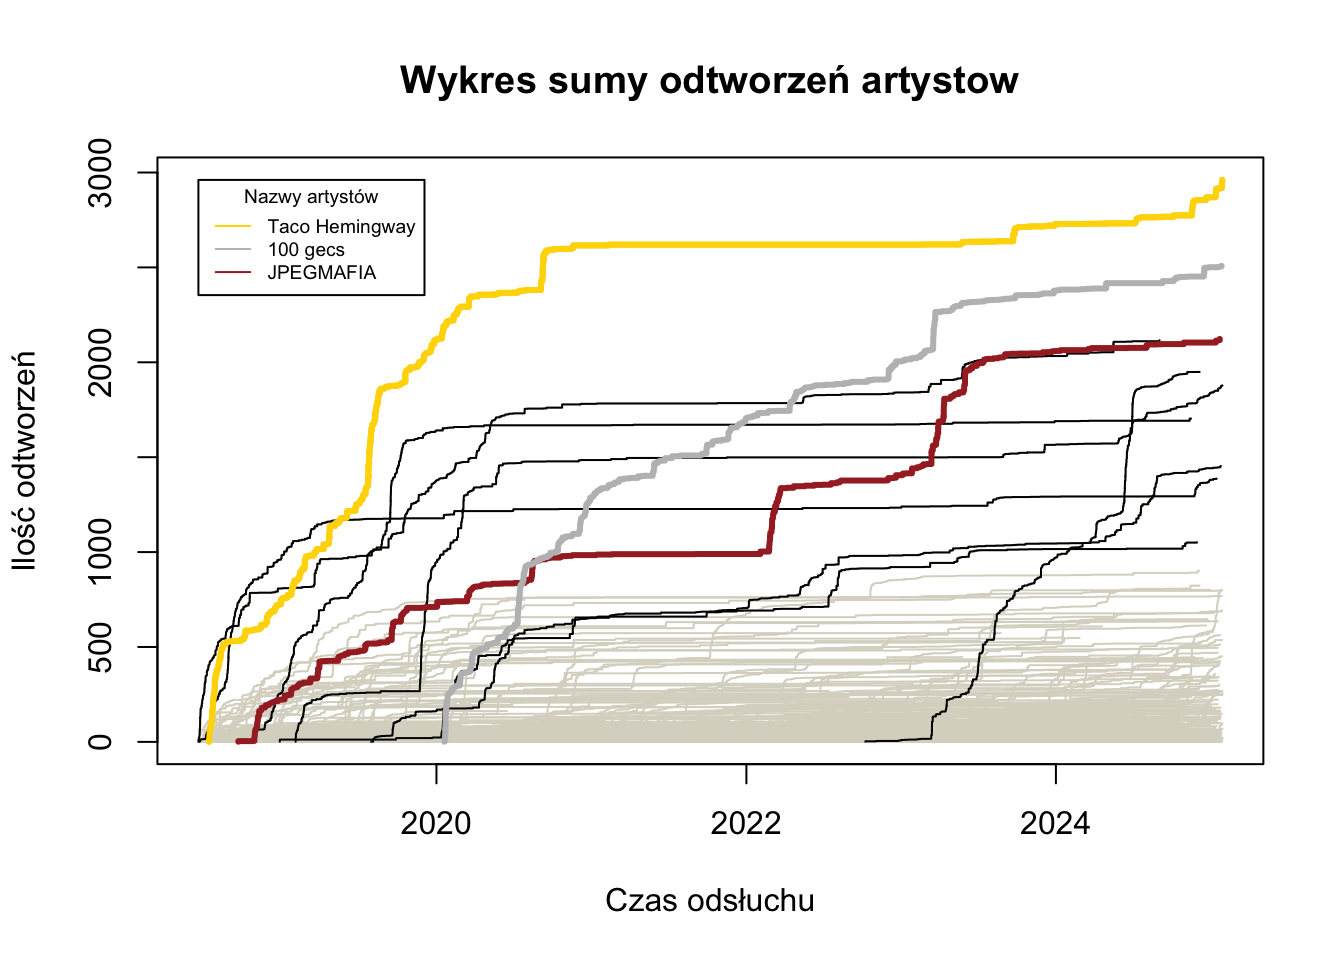 Wykres sumy odtworzeń artystow
Nazwy artystów
Taco Hemingway
100 gecs
JPEGMAFIA
Ilość odtworzeń
3000
2000
1000
500
0
2020
2022
2024
Czas odsłuchu